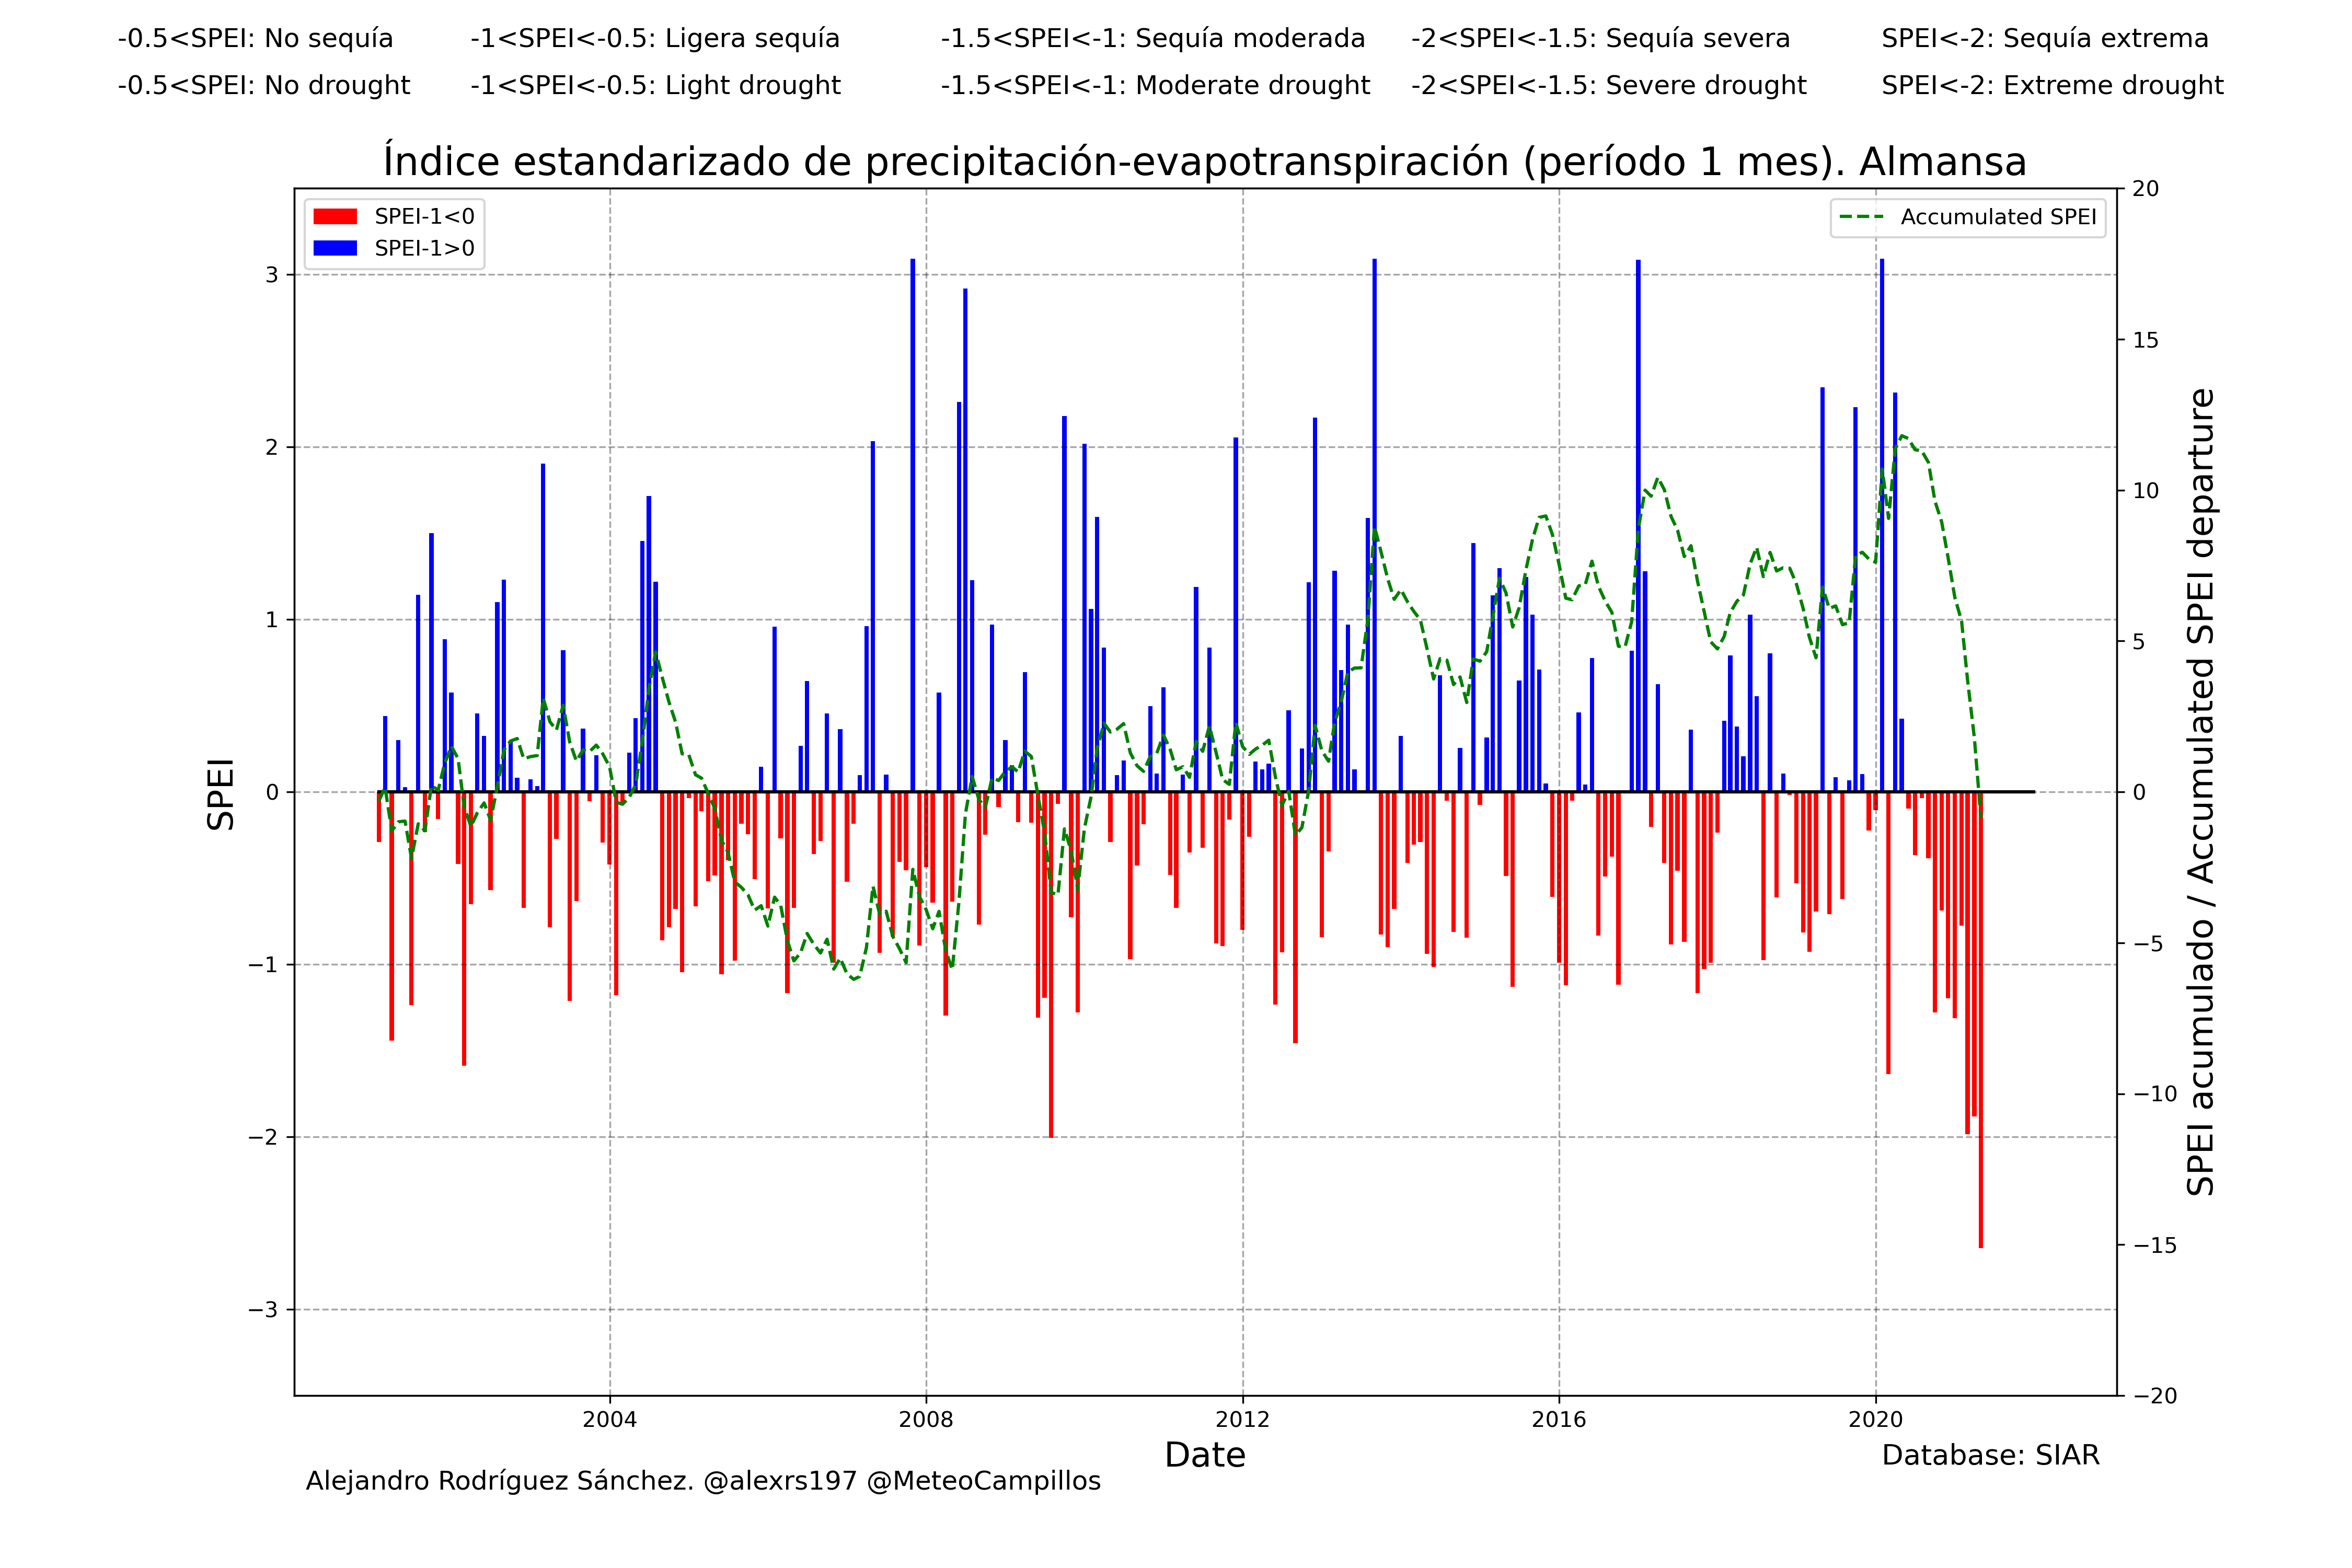 -0.5<SPEI: No sequía
-1<SPEI<-0.5: Ligera sequía
-1.5<SPEI<-1: Sequía moderada
-2<SPEI<-1.5: Sequía severa
SPEI<-2: Sequía extrema
-0.5<SPEI: No drought
-1<SPEI<-0.5: Light drought
-1.5<SPEI<-1: Moderate drought
-2<SPEI<-1.5: Severe drought
SPEI<-2: Extreme drought
Índice estandarizado de precipitación-evapotranspiración (período 1 mes). Almansa
SPEI-1<0
SPEI-1>0
Accumulated SPEI
SPEI
3
2
1
0
−1
−2
−3
20
15
10
5
0
−5
−10
−15
−20
SPEI acumulado / Accumulated SPEI departure
2004
2008
2012
2016
2020
Date
Database: SIAR
Alejandro Rodríguez Sánchez. @alexrs197 @MeteoCampillos